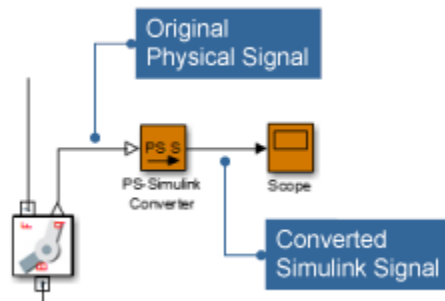 Original
Physical Signal
PS S
PS-Simulink
Converter
Scope
Converted
Simulink Signal